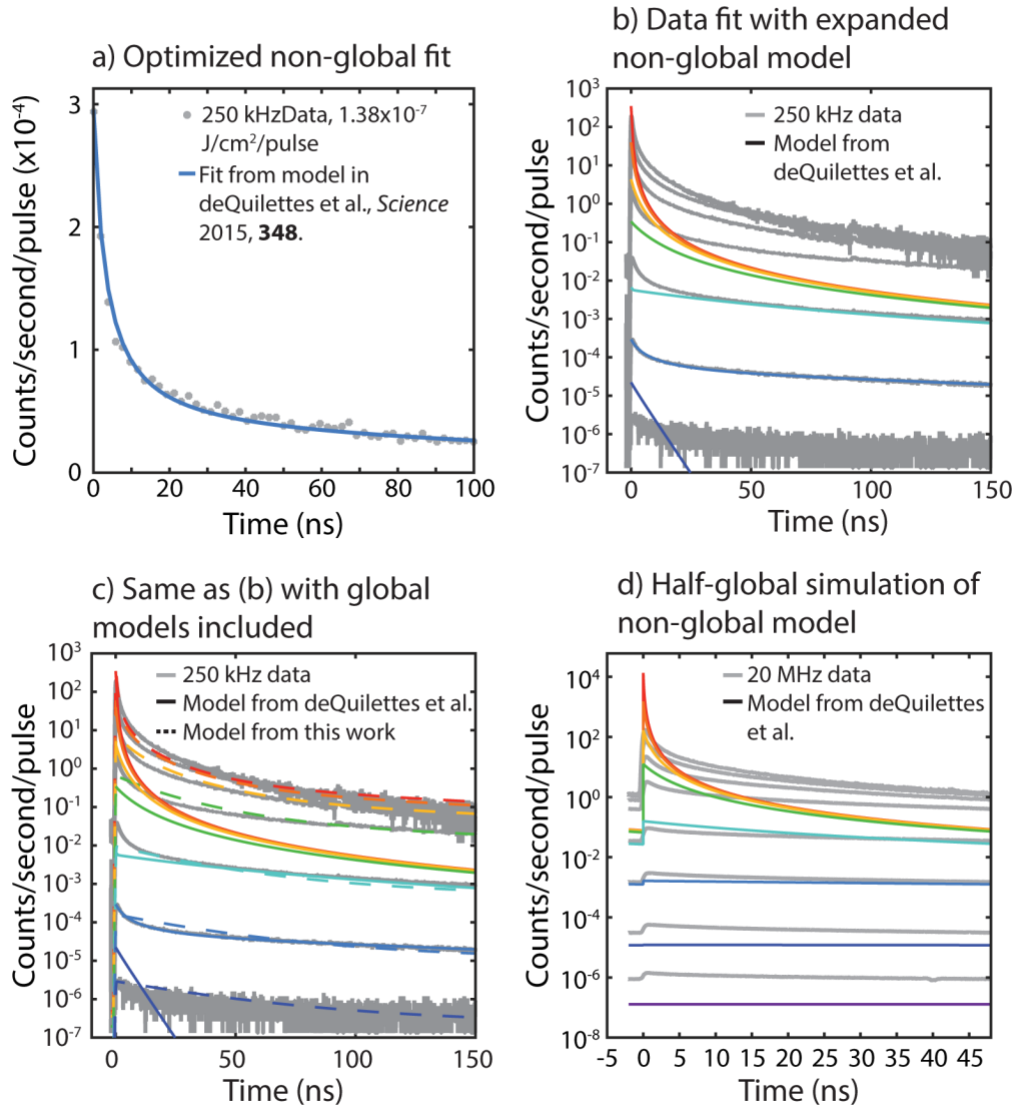 a) Optimized non-global fit
Counts/second/pulse (x10⁻⁴)
3
2
1
0
250 kHzData, 1.38x10⁻⁷
J/cm²/pulse
Fit from model in
deQuilettes et al., Science
2015, 348.
0 20 40 60 80 100
Time (ns)
b) Data fit with expanded
non-global model
Counts/second/pulse
10³
10²
10¹
10⁰
10⁻¹
10⁻²
10⁻³
10⁻⁴
10⁻⁵
10⁻⁶
10⁻⁷
250 kHz data
Model from
deQuilettes et al.
0 50 100 150
Time (ns)
c) Same as (b) with global
models included
Counts/second/pulse
10³
10²
10¹
10⁰
10⁻¹
10⁻²
10⁻³
10⁻⁴
10⁻⁵
10⁻⁶
10⁻⁷
250 kHz data
Model from deQuilettes et al.
Model from this work
0 50 100 150
Time (ns)
d) Half-global simulation of
non-global model
Counts/second/pulse
10⁴
10²
10⁰
10⁻²
10⁻⁴
10⁻⁶
10⁻⁸
20 MHz data
Model from deQuilettes
et al.
-5 0 5 10 15 20 25 30 35 40 45
Time (ns)